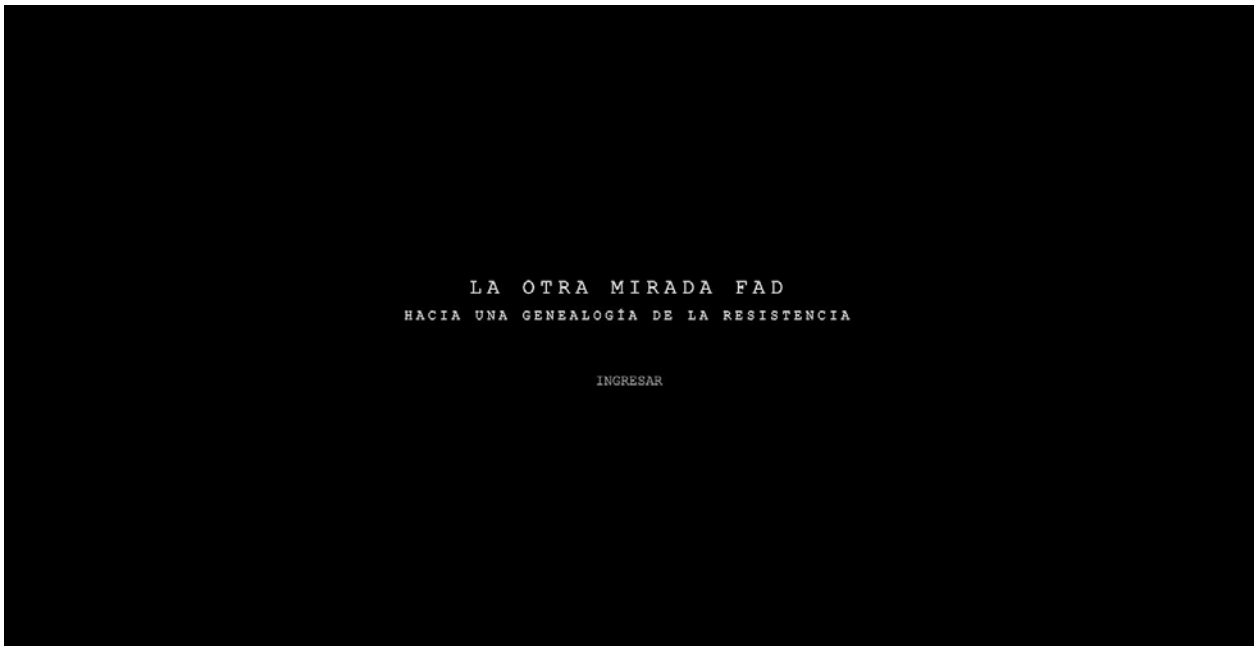 LA OTRA MIRADA FAD
HACIA UNA GENEALOGÍA DE LA RESISTENCIA
INGRESAR